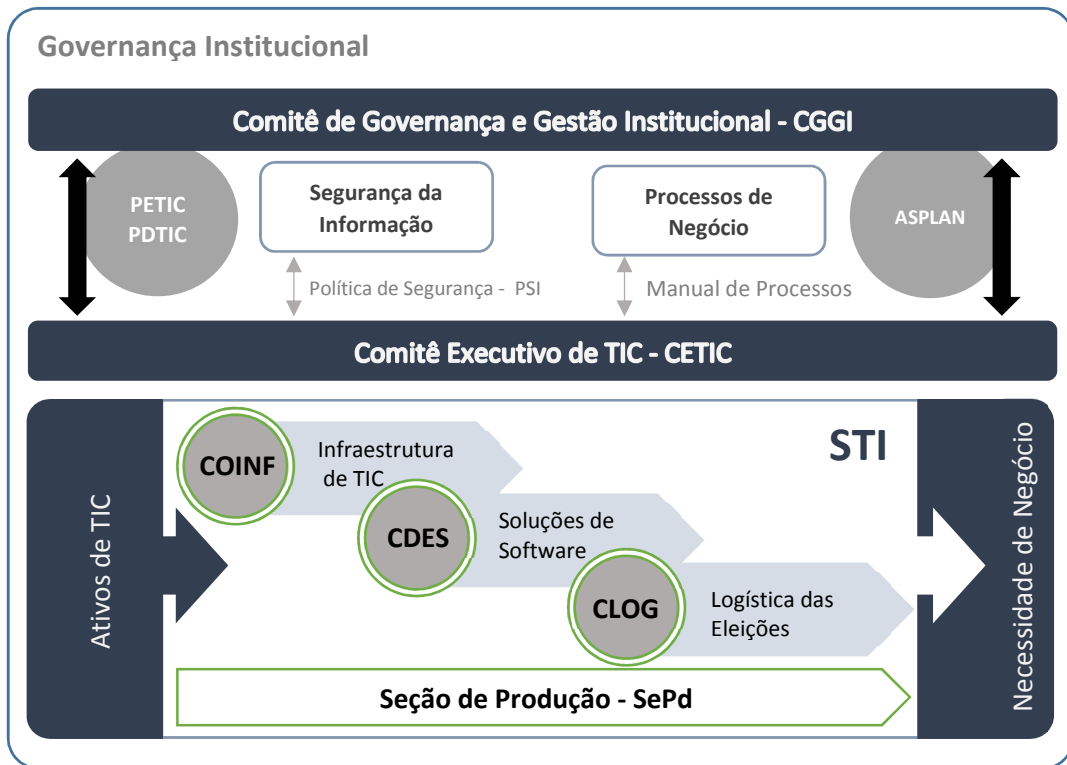 Governança Institucional
Comitê de Governança e Gestão Institucional - CGGI
PETIC
PDTIC
Segurança da
Informação
Processos de
Negócio
ASPLAN
Política de Segurança - PSI
Manual de Processos
Comitê Executivo de TIC - CETIC
Ativos de TIC
COINF
Infraestrutura
de TIC
STI
CDES
Soluções de
Software
CLOG
Logística das
Eleições
Seção de Produção - SePd
Necessidade de Negócio